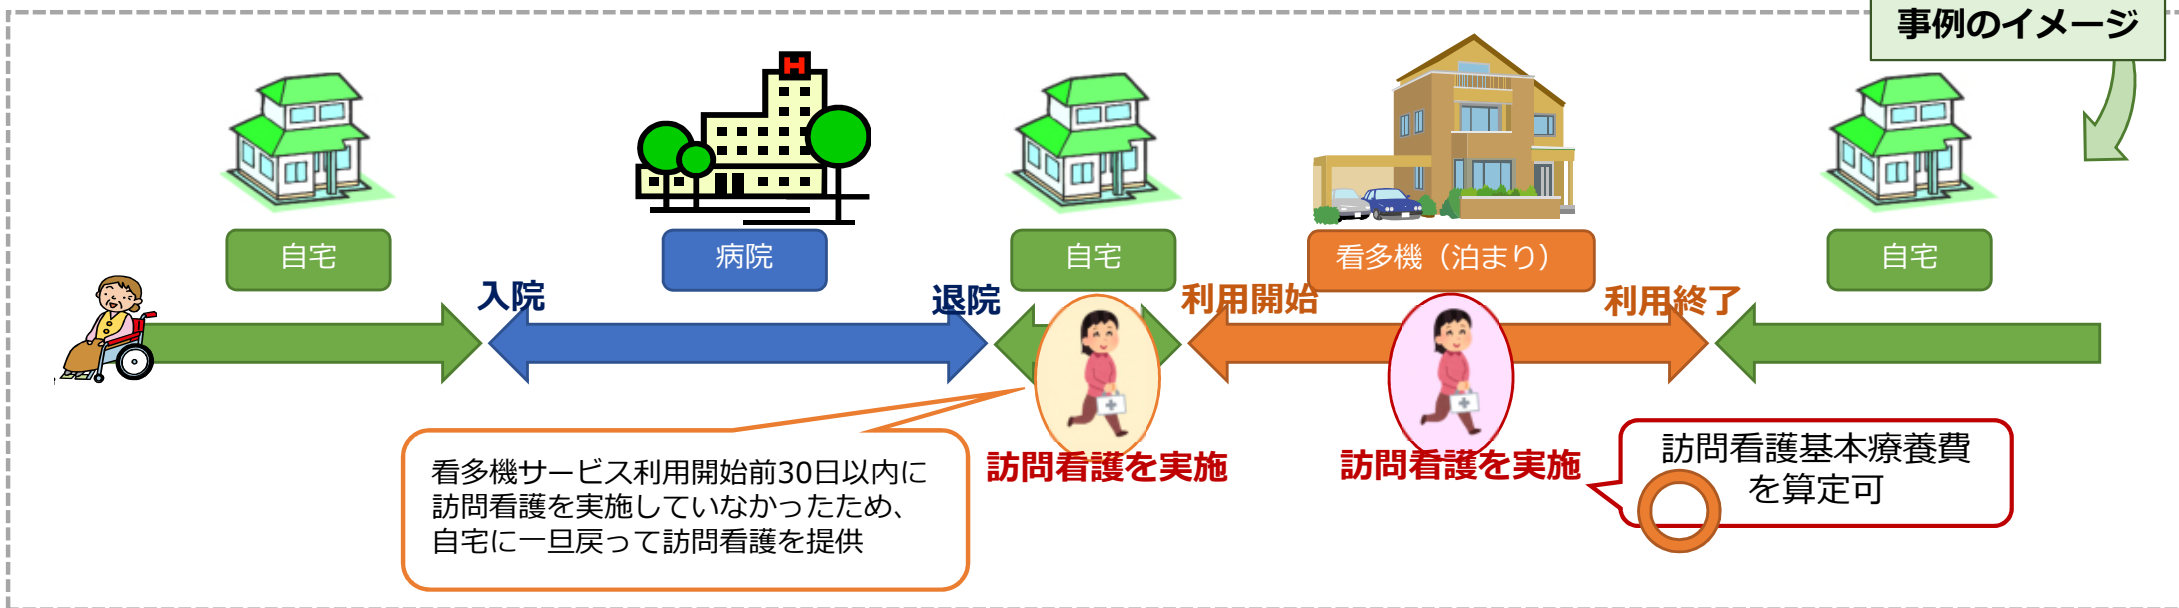 事例のイメージ
H
自宅
病院
自宅
看多機（泊まり）
自宅
入院
退院
利用開始
利用終了
訪問看護を実施
訪問看護を実施
看多機サービス利用開始前30日以内に
訪問看護を実施していなかったため、
自宅に一旦戻って訪問看護を提供
訪問看護基本療養費
を算定可